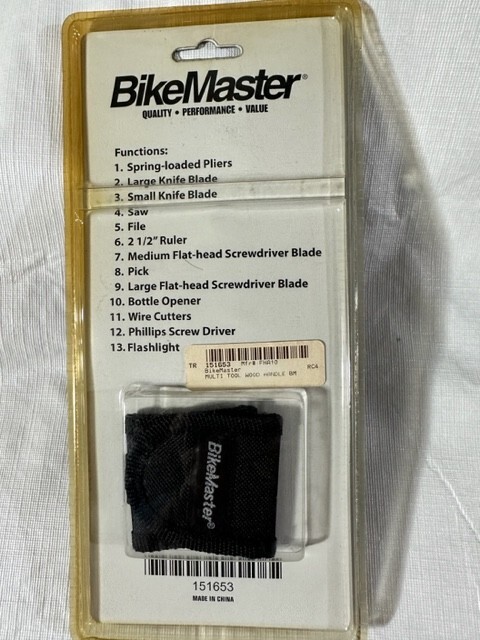 BikeMaster®
QUALITY • PERFORMANCE • VALUE
Functions:
1. Spring-loaded Pliers
2. Large Knife Blade
3. Small Knife Blade
4. Saw
5. File
6. 2 1/2" Ruler
7. Medium Flat-head Screwdriver Blade
8. Pick
9. Large Flat-head Screwdriver Blade
10. Bottle Opener
11. Wire Cutters
12. Phillips Screw Driver
13. Flashlight
TR 151653 Mfr#
BikeMaster RC4
MULTI TOOL WOOD HANDLE BM
BikeMaster®
151653
MADE IN CHINA